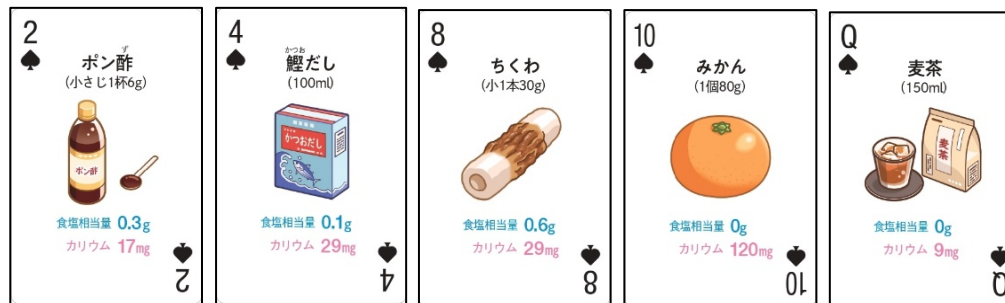 2
ポン酢
ず
(小さじ1杯6g)
ポン酢
食塩相当量 0.3g
カリウム 17mg
2
4
かつお
鰹だし
(100ml)
かつおだし
食塩相当量 0.1g
カリウム 29mg
4
8
ちくわ
(小1本30g)
食塩相当量 0.6g
カリウム 29mg
8
10
みかん
(1個80g)
食塩相当量 0g
カリウム 120mg
10
Q
麦茶
(150ml)
麦茶
食塩相当量 0g
カリウム 9mg
Q